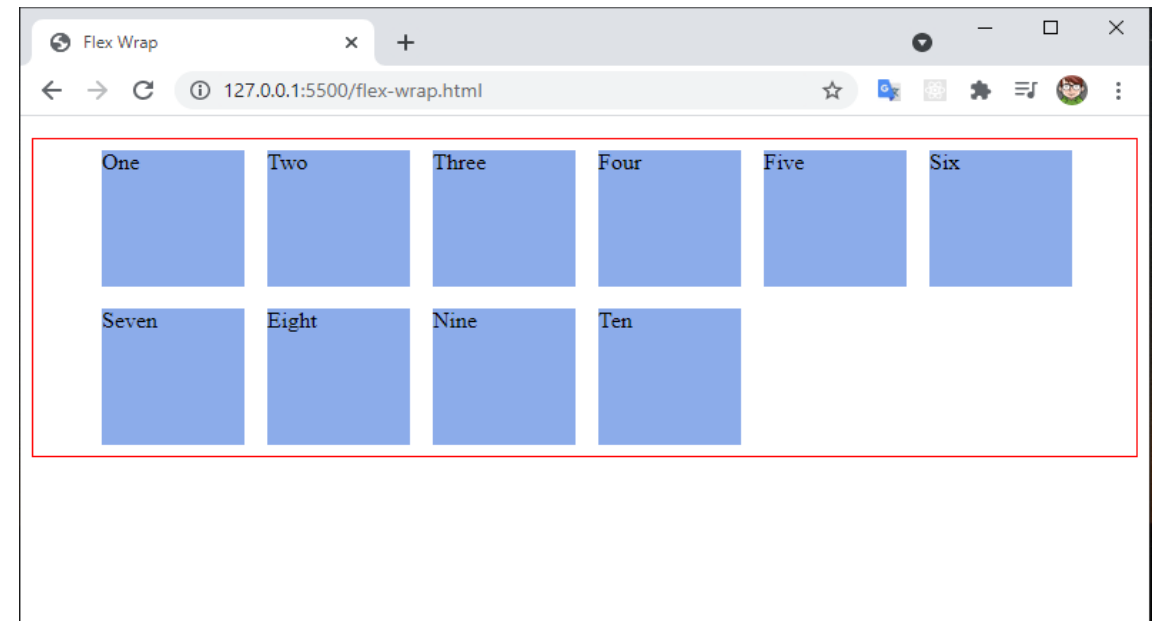 Flex Wrap
127.0.0.1:5500/flex-wrap.html
One Two Three Four Five Six
Seven Eight Nine Ten